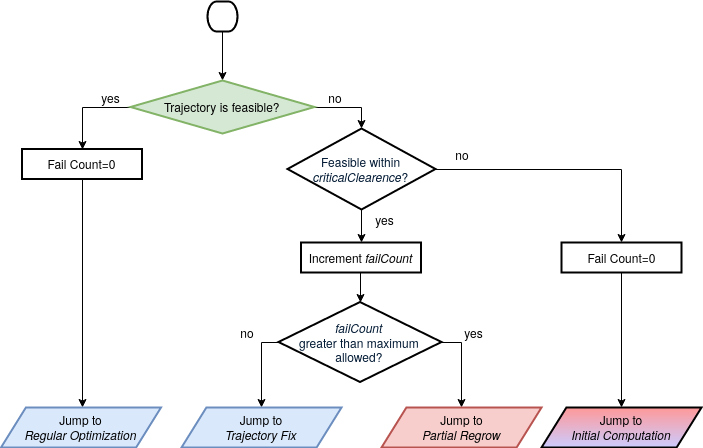 Trajectory is feasible?
yes
no
Fail Count=0
Feasible within
criticalClearence?
no
yes
Increment failCount
Fail Count=0
failCount
greater than maximum
allowed?
no
yes
Jump to
Regular Optimization
Jump to
Trajectory Fix
Jump to
Partial Regrow
Jump to
Initial Computation